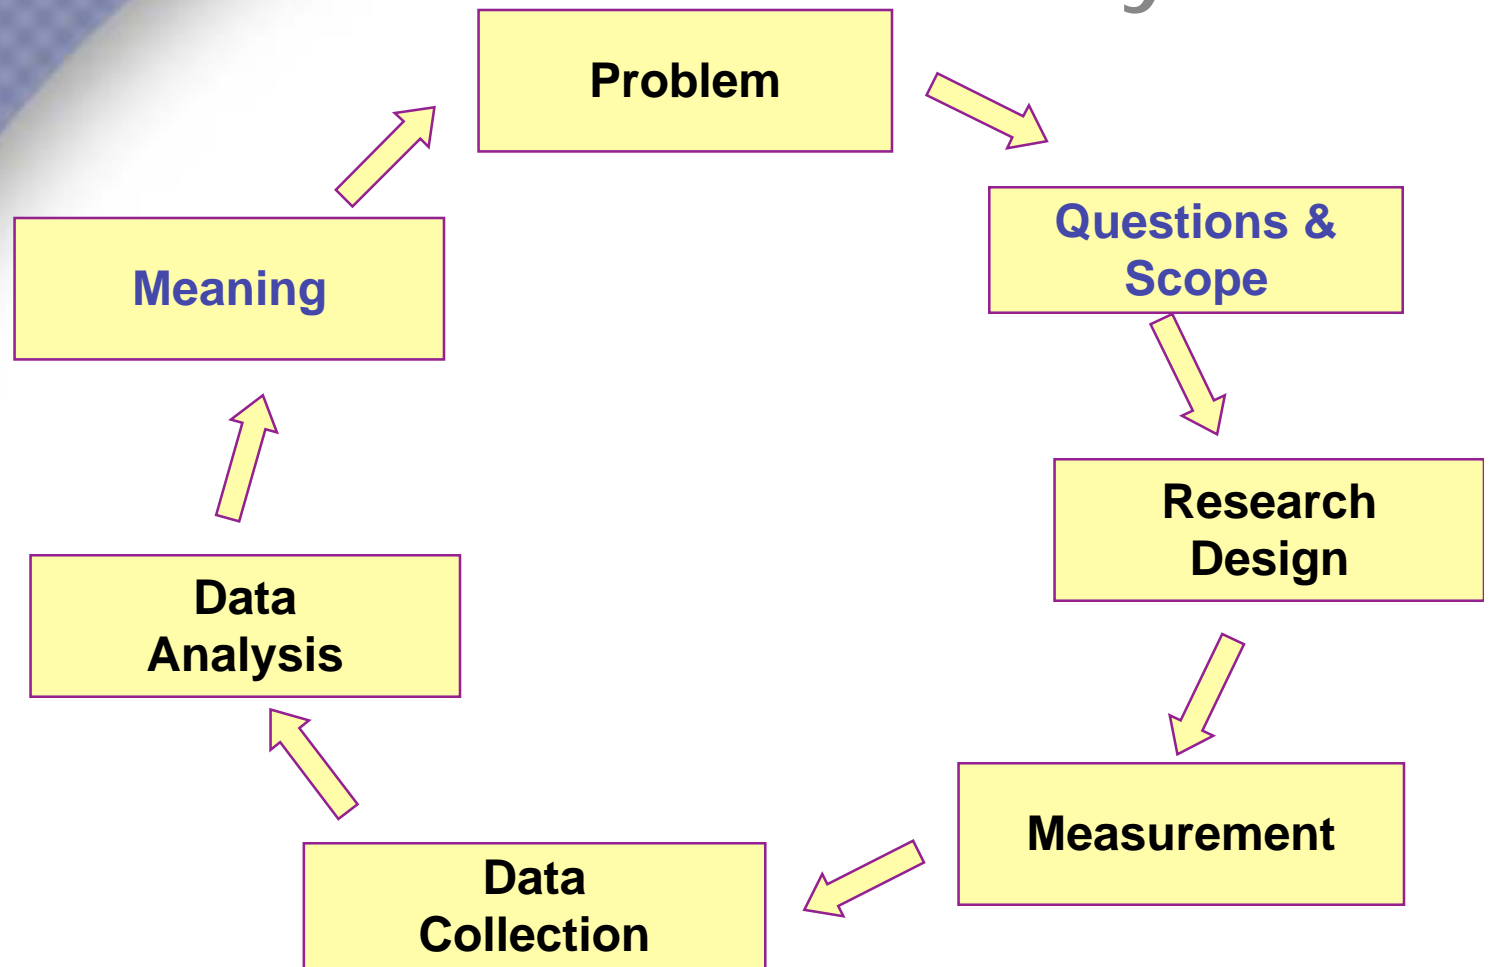 Problem
Questions &
Scope
Research
Design
Measurement
Data
Collection
Data
Analysis
Meaning